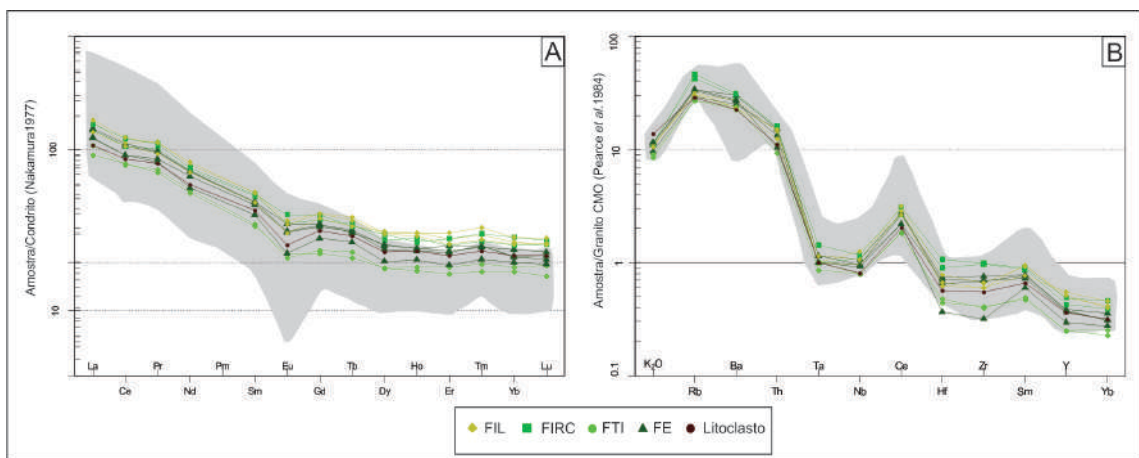 A
Amostra/Condrito (Nakamura1977)
100
10
La Pr Pm Eu Tb Ho Tm Lu
Ce Nd Sm Gd Dy Er Yb
B
Amostra/Granito CMO (Pearce et al.1984)
100
10
1
0.1
K₂O Ba Ta Ce Zr Y
Rb Th Nb Hf Sm Yb
FIL FIRC FTI FE Litoclasto